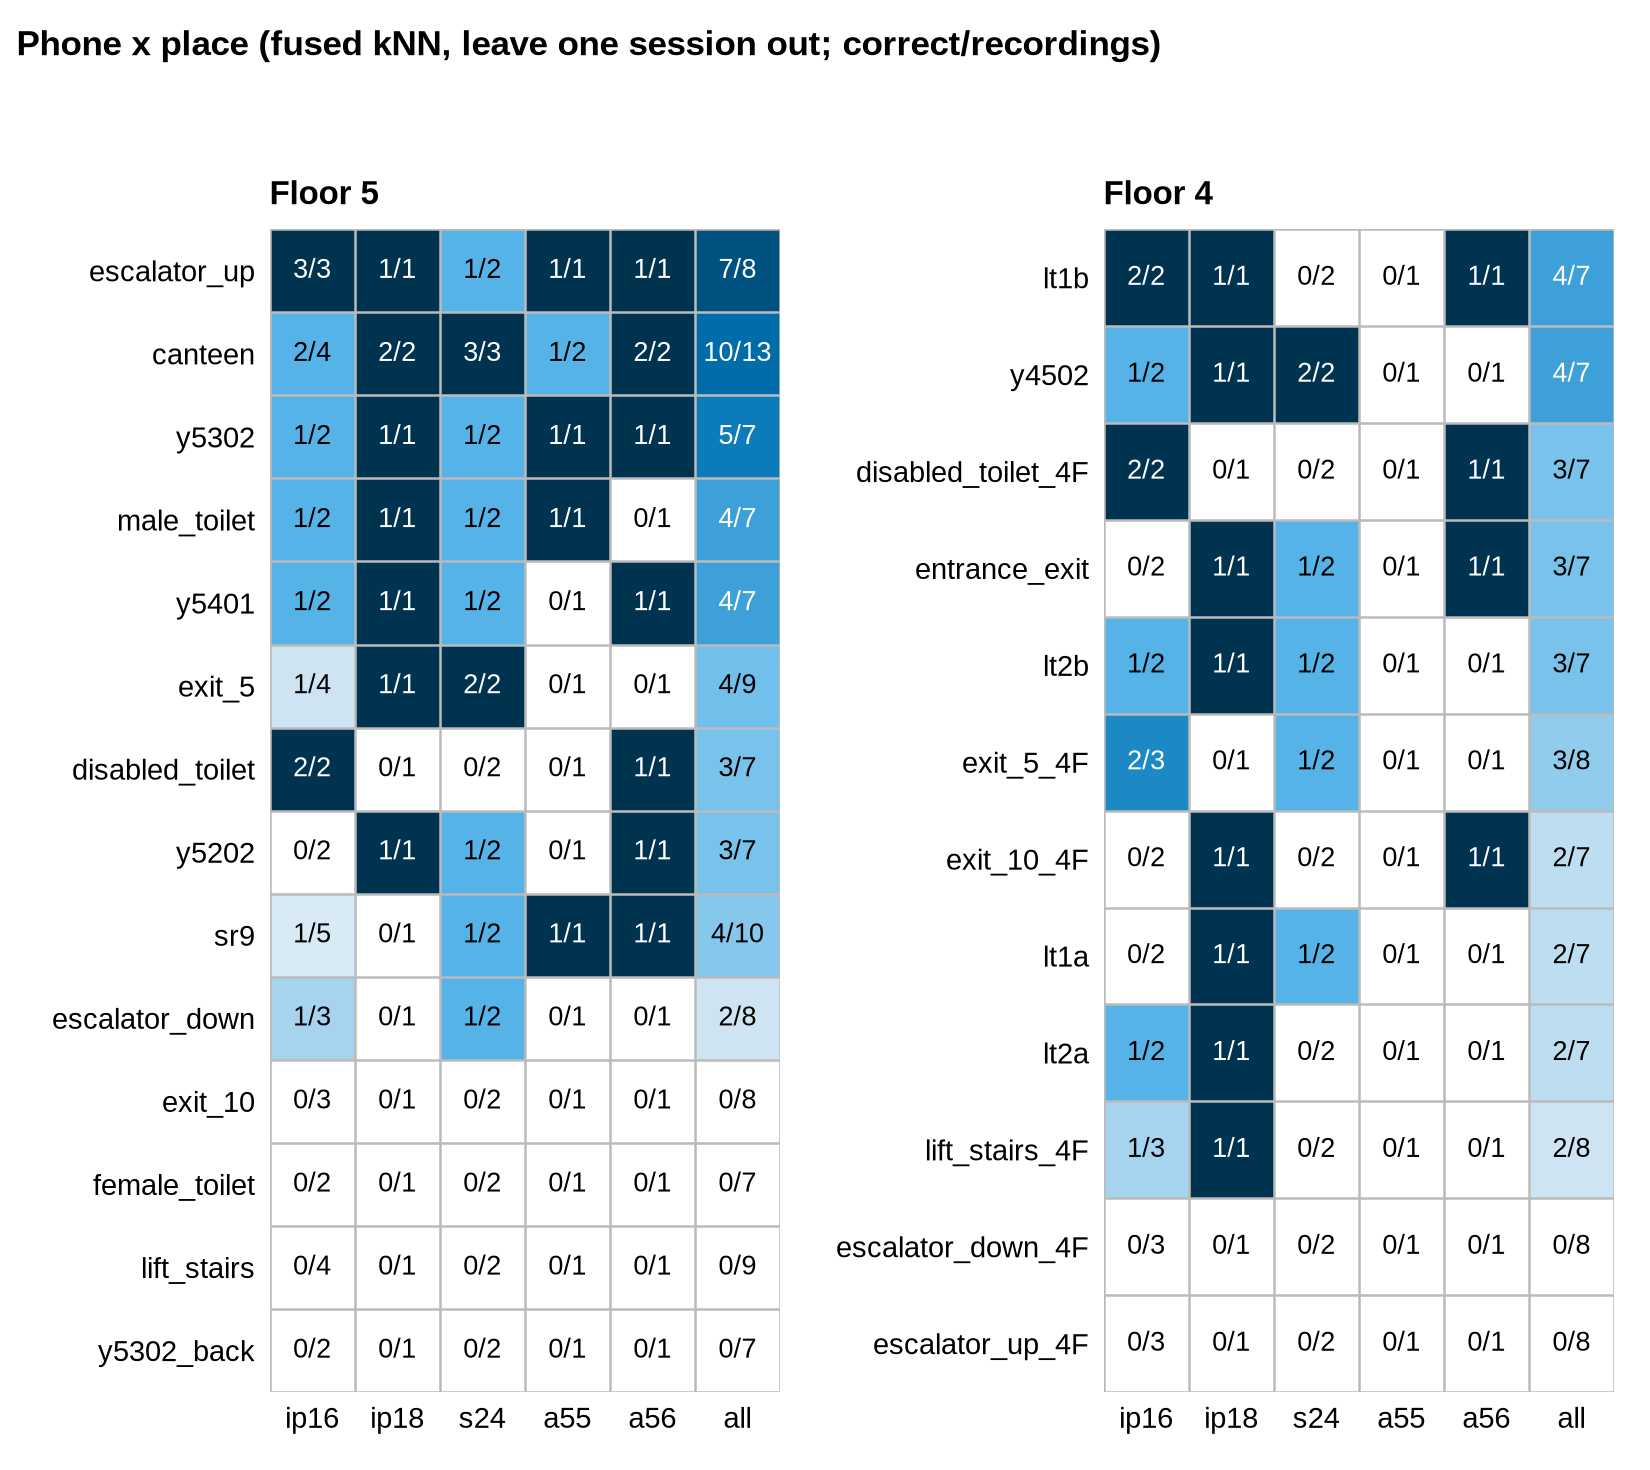 Phone x place (fused kNN, leave one session out; correct/recordings)
Floor 5
escalator_up 3/3 1/1 1/2 1/1 1/1 7/8
canteen 2/4 2/2 3/3 1/2 2/2 10/13
y5302 1/2 1/1 1/2 1/1 1/1 5/7
male_toilet 1/2 1/1 1/2 1/1 0/1 4/7
y5401 1/2 1/1 1/2 0/1 1/1 4/7
exit_5 1/4 1/1 2/2 0/1 0/1 4/9
disabled_toilet 2/2 0/1 0/2 0/1 1/1 3/7
y5202 0/2 1/1 1/2 0/1 1/1 3/7
sr9 1/5 0/1 1/2 1/1 1/1 4/10
escalator_down 1/3 0/1 1/2 0/1 0/1 2/8
exit_10 0/3 0/1 0/2 0/1 0/1 0/8
female_toilet 0/2 0/1 0/2 0/1 0/1 0/7
lift_stairs 0/4 0/1 0/2 0/1 0/1 0/9
y5302_back 0/2 0/1 0/2 0/1 0/1 0/7
ip16 ip18 s24 a55 a56 all
Floor 4
lt1b 2/2 1/1 0/2 0/1 1/1 4/7
y4502 1/2 1/1 2/2 0/1 0/1 4/7
disabled_toilet_4F 2/2 0/1 0/2 0/1 1/1 3/7
entrance_exit 0/2 1/1 1/2 0/1 1/1 3/7
lt2b 1/2 1/1 1/2 0/1 0/1 3/7
exit_5_4F 2/3 0/1 1/2 0/1 0/1 3/8
exit_10_4F 0/2 1/1 0/2 0/1 1/1 2/7
lt1a 0/2 1/1 1/2 0/1 0/1 2/7
lt2a 1/2 1/1 0/2 0/1 0/1 2/7
lift_stairs_4F 1/3 1/1 0/2 0/1 0/1 2/8
escalator_down_4F 0/3 0/1 0/2 0/1 0/1 0/8
escalator_up_4F 0/3 0/1 0/2 0/1 0/1 0/8
ip16 ip18 s24 a55 a56 all